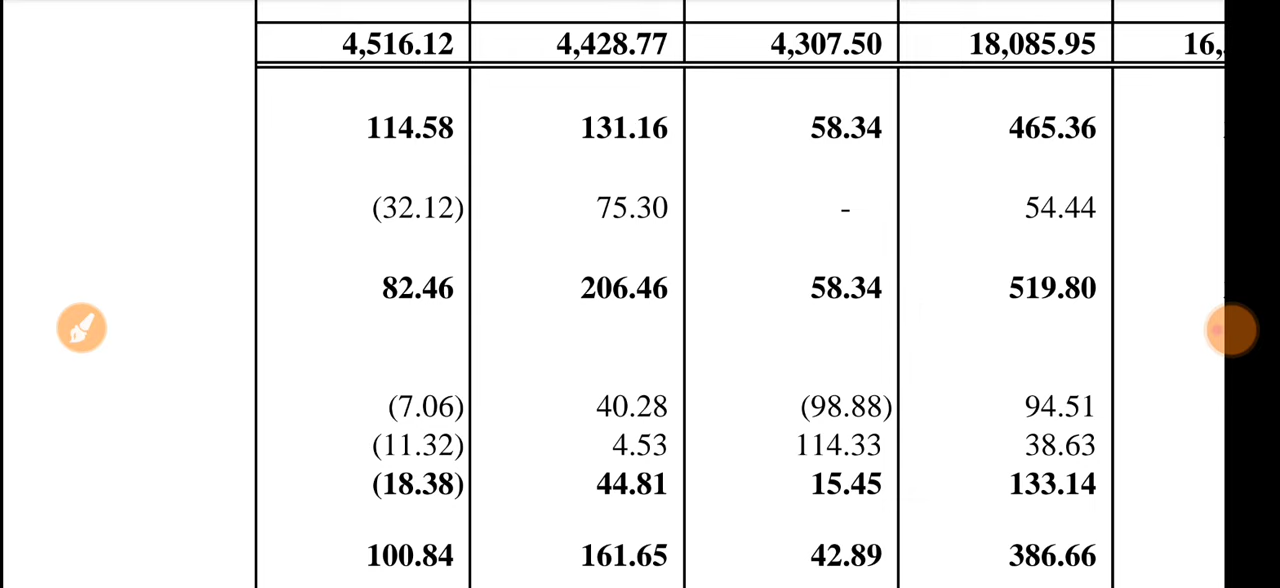 4,516.12 4,428.77 4,307.50 18,085.95 16,
114.58 131.16 58.34 465.36
(32.12) 75.30 - 54.44
82.46 206.46 58.34 519.80
(7.06) 40.28 (98.88) 94.51
(11.32) 4.53 114.33 38.63
(18.38) 44.81 15.45 133.14
100.84 161.65 42.89 386.66